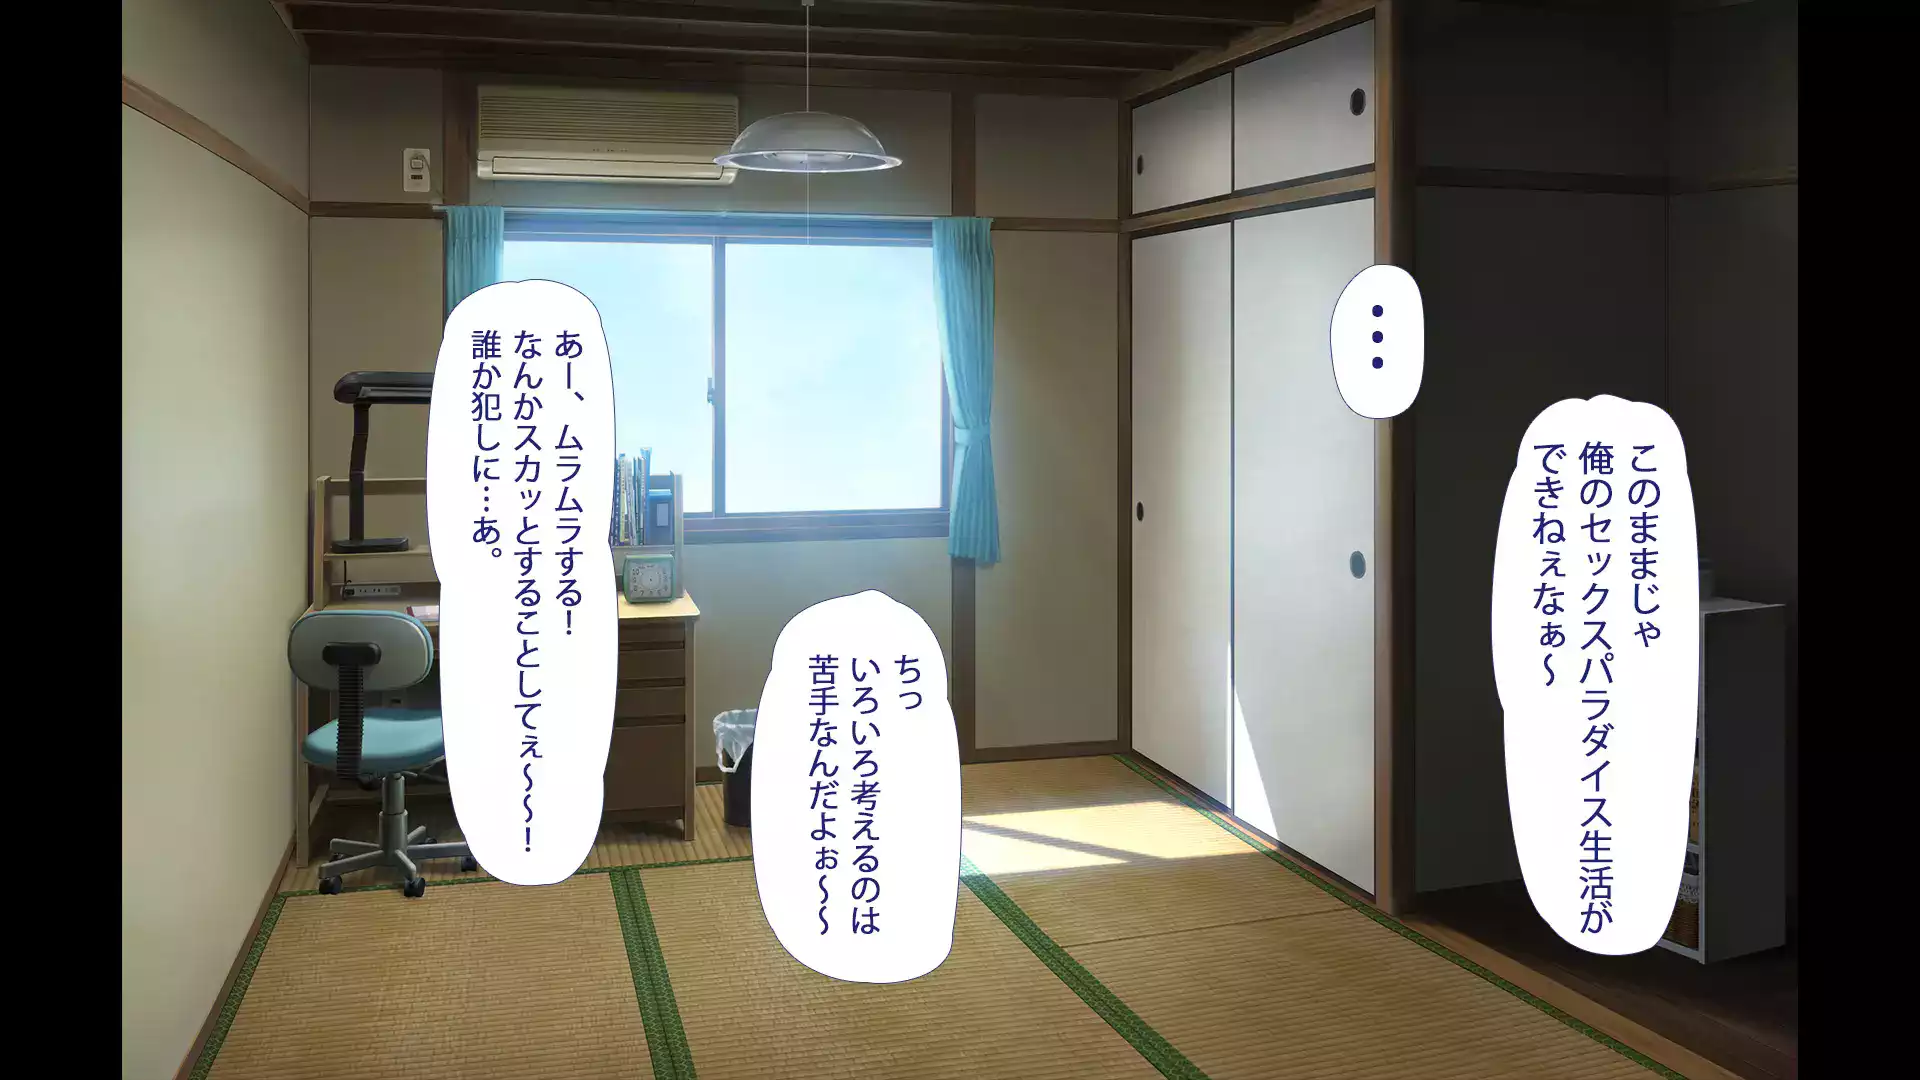 このままじゃ
俺のセックスパラダイス生活が
できねぇなぁ～
・・・
ちっ
いろいろ考えるのは
苦手なんだよぉ～～
あー、ムラムラする！
なんかスカッとすることしてぇ～～！
誰か犯しに…あ。